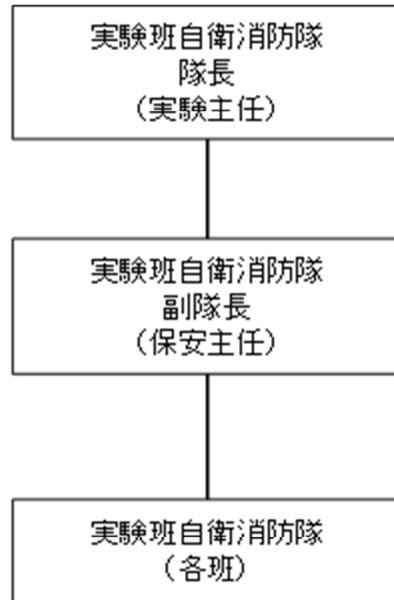 実験班自衛消防隊
隊長
（実験主任）
実験班自衛消防隊
副隊長
（保安主任）
実験班自衛消防隊
（各班）